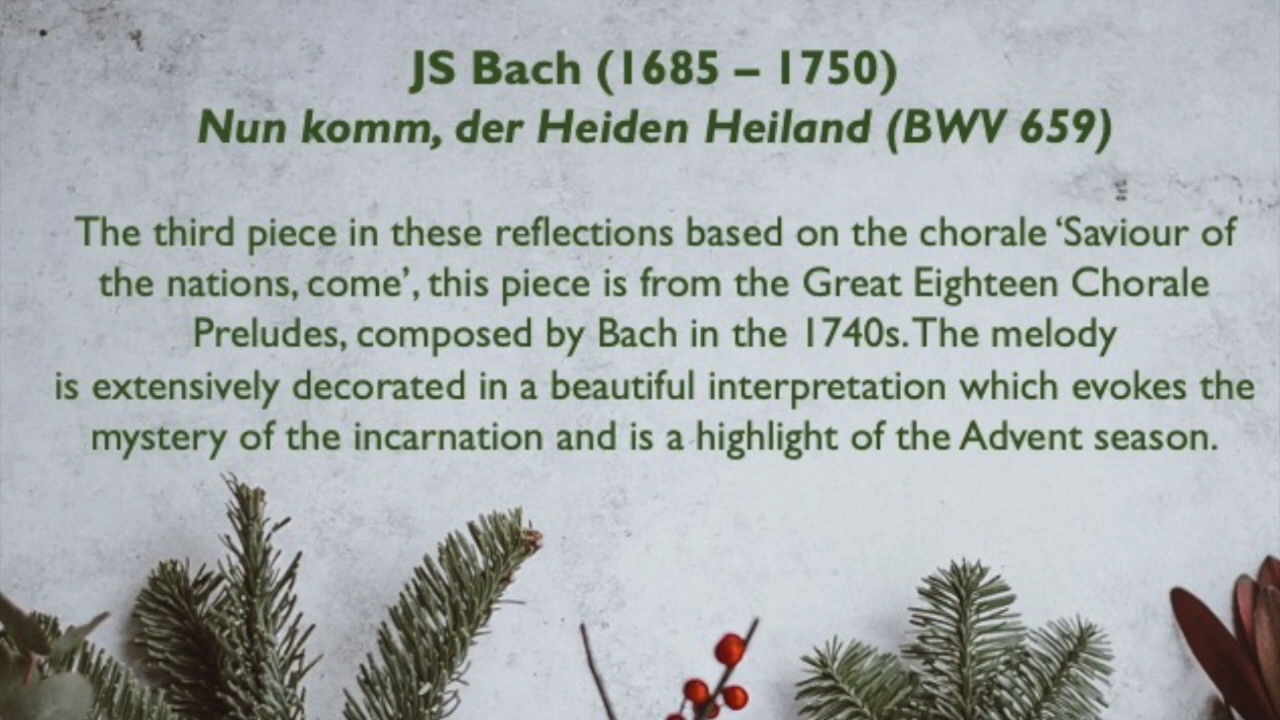 JS Bach (1685 – 1750)
Nun komm, der Heiden Heiland (BWV 659)
The third piece in these reflections based on the chorale ‘Saviour of
the nations, come’, this piece is from the Great Eighteen Chorale
Preludes, composed by Bach in the 1740s. The melody
is extensively decorated in a beautiful interpretation which evokes the
mystery of the incarnation and is a highlight of the Advent season.